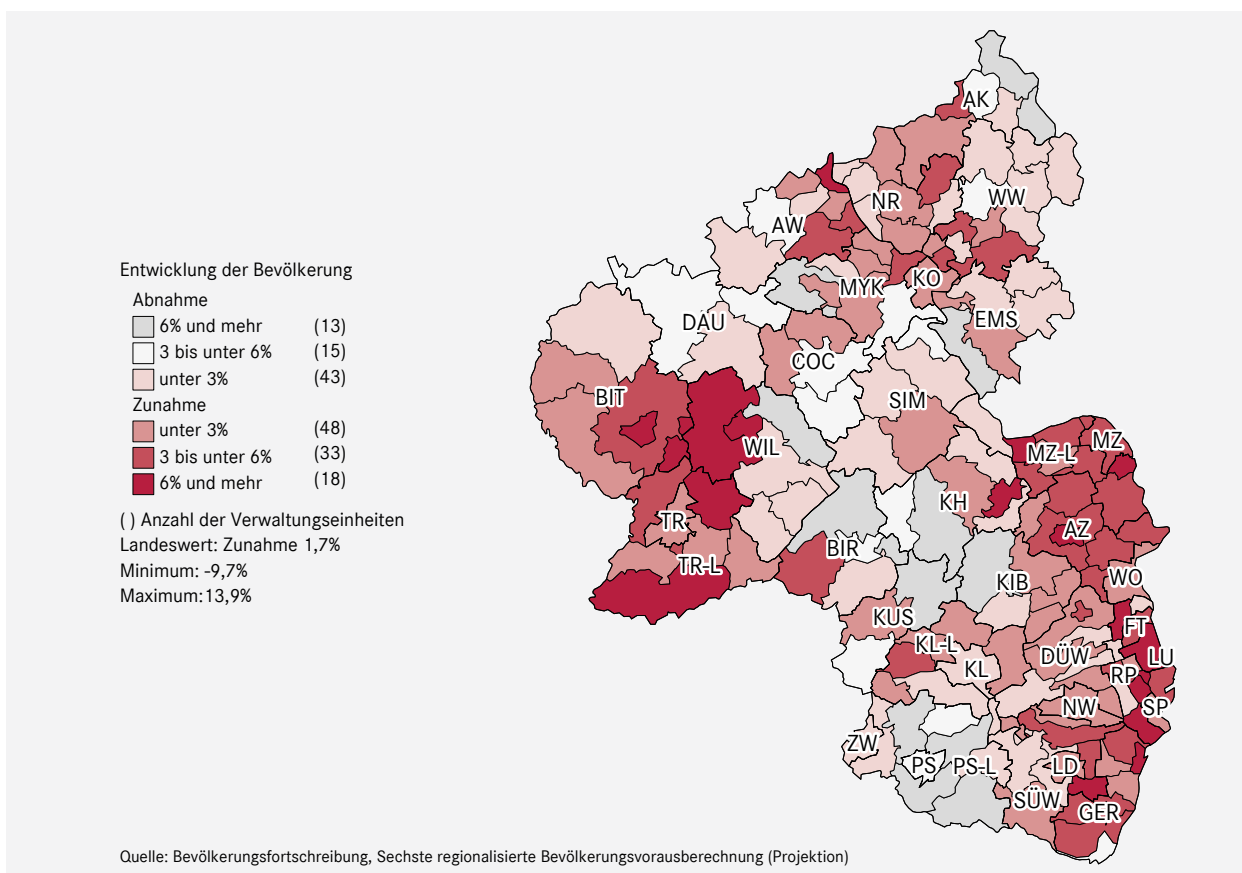 Entwicklung der Bevölkerung
Abnahme
6% und mehr (13)
3 bis unter 6% (15)
unter 3% (43)
Zunahme
unter 3% (48)
3 bis unter 6% (33)
6% und mehr (18)
( ) Anzahl der Verwaltungseinheiten
Landeswert: Zunahme 1,7%
Minimum: -9,7%
Maximum: 13,9%
AK
NR
WW
AW
MYK
KO
EMS
DAU
COC
BIT
SIM
WIL
MZ-L
MZ
KH
TR
AZ
BIR
TR-L
KIB
WO
KUS
FT
KL-L
DÜW
LU
KL
RP
NW
SP
ZW
PS
PS-L
LD
SÜW
GER
Quelle: Bevölkerungsfortschreibung, Sechste regionalisierte Bevölkerungsvorausberechnung (Projektion)